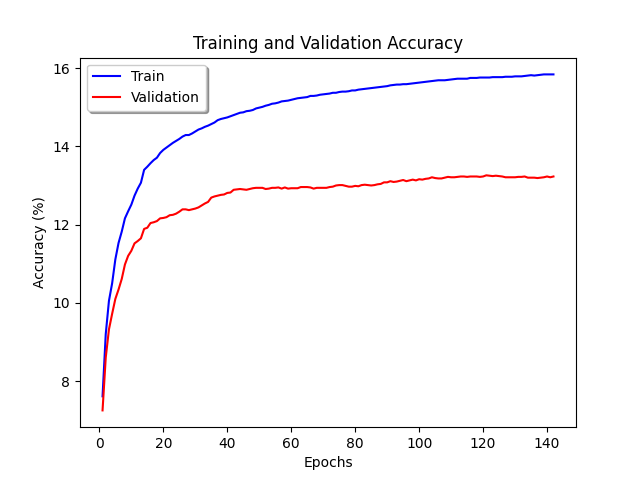 Training and Validation Accuracy
Train
Validation
16
14
12
10
8
Accuracy (%)
0 20 40 60 80 100 120 140
Epochs